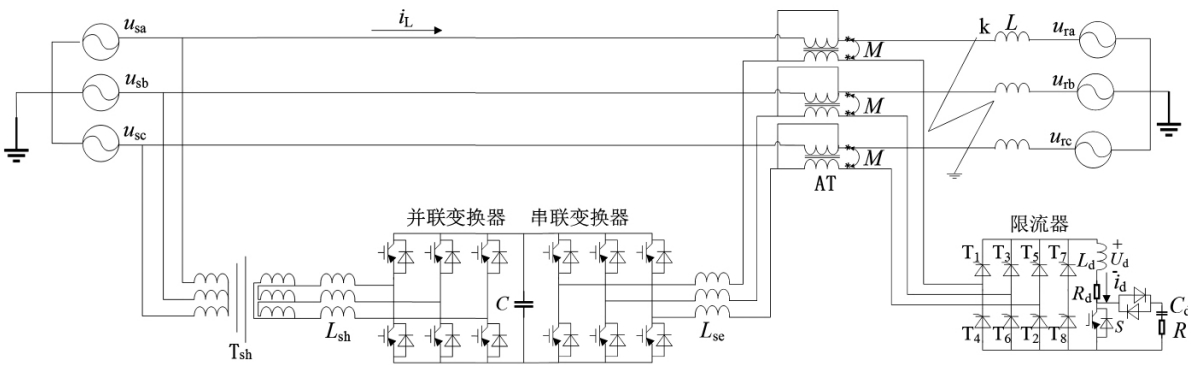 u_sa
i_L
k
L
u_ra
M
u_sb
M
u_rb
u_sc
M
u_rc
AT
并联变换器
串联变换器
限流器
T_1
T_3
T_5
T_7
L_d
+
U_d
-
i_d
R_d
C
C_d
S
R
T_4
T_6
T_2
T_8
T_sh
L_sh
L_se